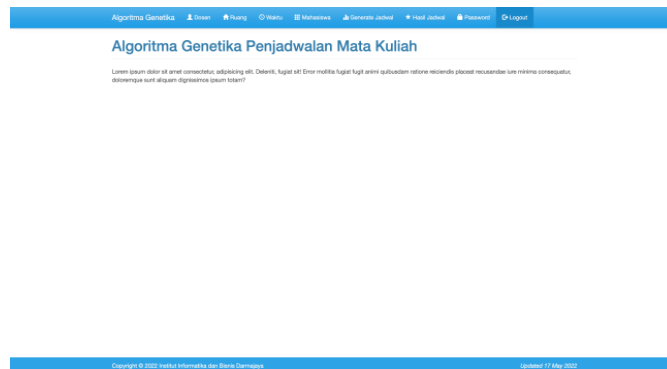 Algoritma Genetika Dosen Ruang Waktu Mahasiswa Generate Jadwal Hasil Jadwal Password Logout
Algoritma Genetika Penjadwalan Mata Kuliah
Lorem ipsum dolor sit amet consectetur, adipisicing elit. Deleniti, fugiat sit! Error mollitia fugiat fugit animi quibusdam ratione reiciendis placeat recusandae iure minima consequatur,
doloremque sunt aliquam dignissimos ipsum totam?
Copyright © 2022 Institut Informatika dan Bisnis Darmajaya Updated 17 May 2022